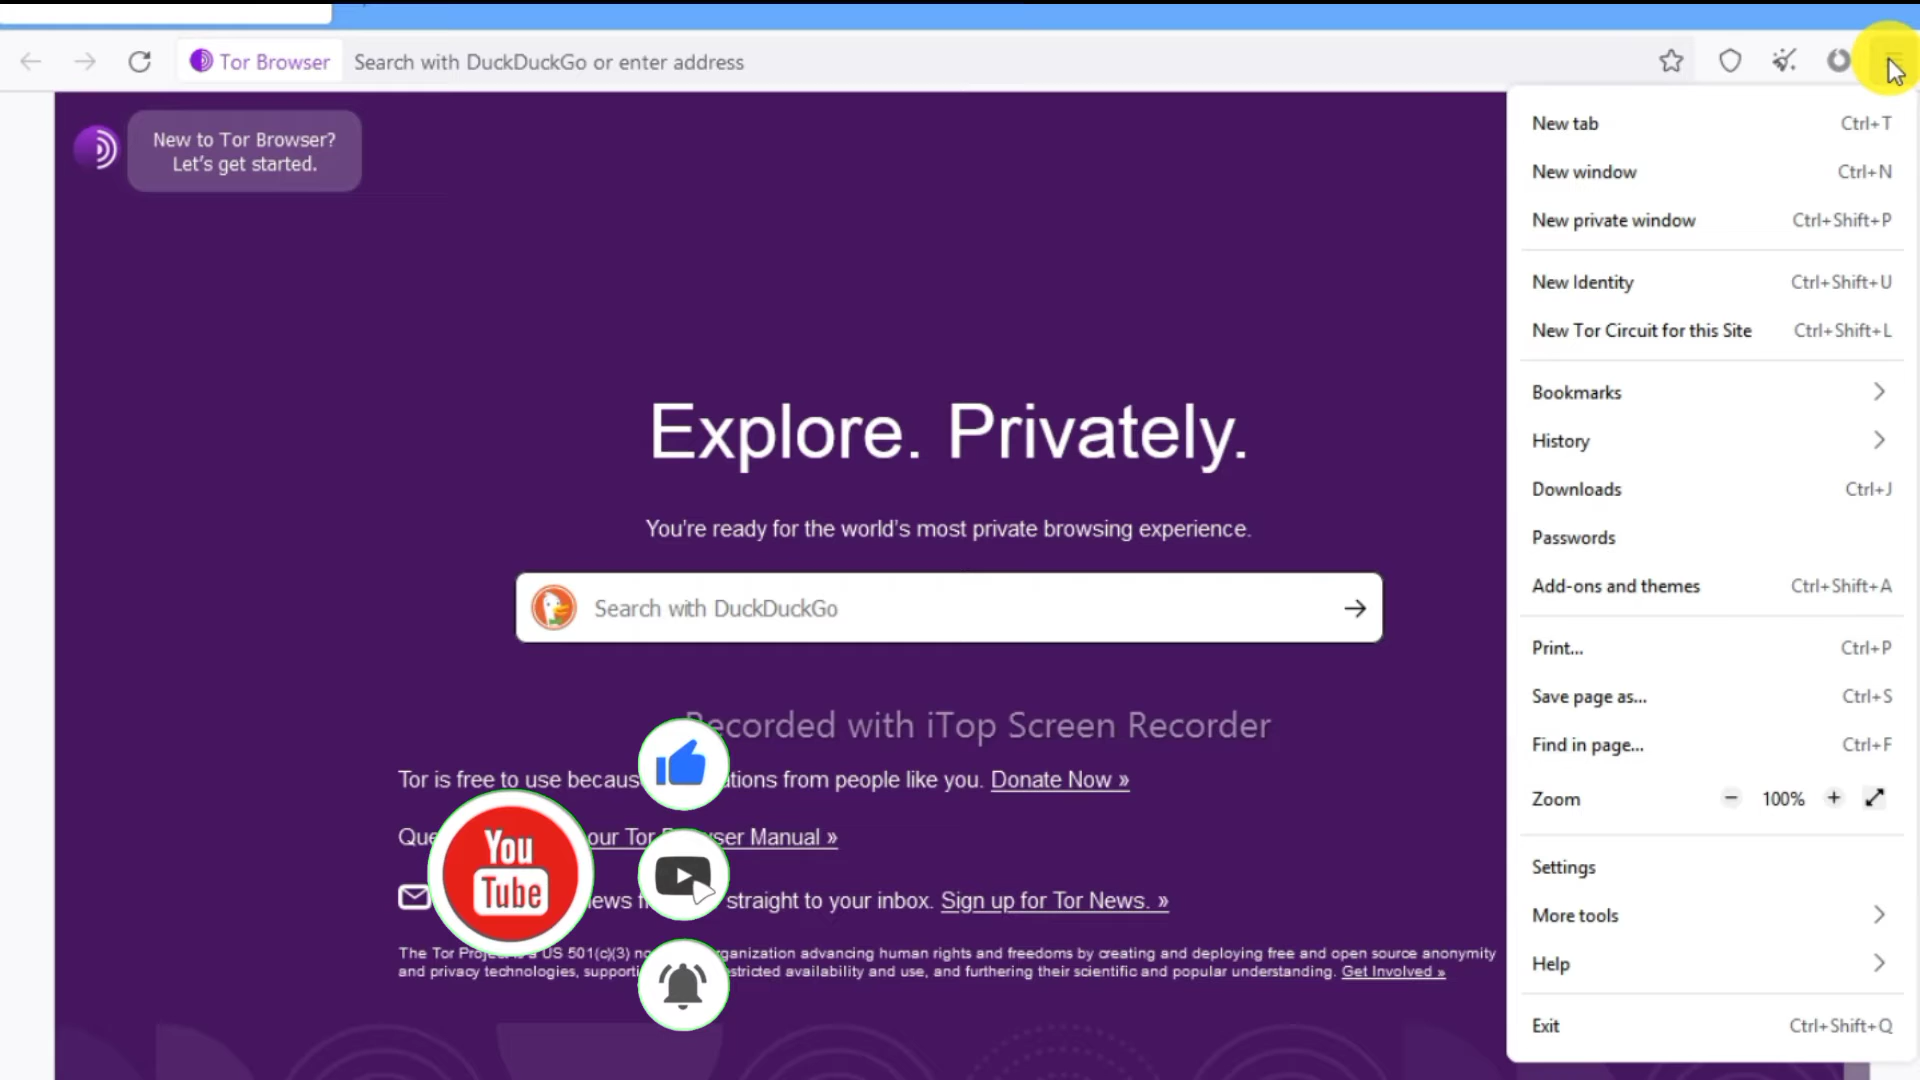 Tor Browser
Search with DuckDuckGo or enter address
New to Tor Browser?
Let's get started.
Explore. Privately.
You're ready for the world's most private browsing experience.
Search with DuckDuckGo
ecorded with iTop Screen Recorder
Tor is free to use becaus ations from people like you. Donate Now »
Que our Tor B ser Manual »
ews f straight to your inbox. Sign up for Tor News. »
The Tor Proje US 501(c)(3) no rganization advancing human rights and freedoms by creating and deploying free and open source anonymity
and privacy technologies, supporti estricted availability and use, and furthering their scientific and popular understanding. Get Involved »
You
Tube
New tab Ctrl+T
New window Ctrl+N
New private window Ctrl+Shift+P
New Identity Ctrl+Shift+U
New Tor Circuit for this Site Ctrl+Shift+L
Bookmarks
History
Downloads Ctrl+J
Passwords
Add-ons and themes Ctrl+Shift+A
Print... Ctrl+P
Save page as... Ctrl+S
Find in page... Ctrl+F
Zoom − 100% +
Settings
More tools
Help
Exit Ctrl+Shift+Q